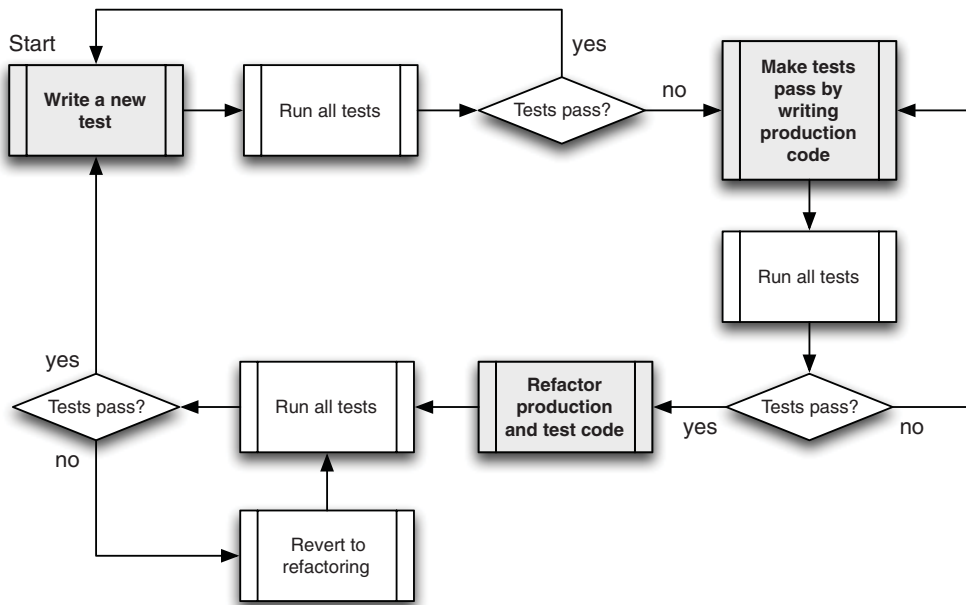 Start
yes
Write a new
test
Run all tests
Tests pass?
no
Make tests
pass by
writing
production
code
Run all tests
yes
Tests pass?
no
Run all tests
Refactor
production
and test code
yes
Tests pass?
no
Revert to
refactoring